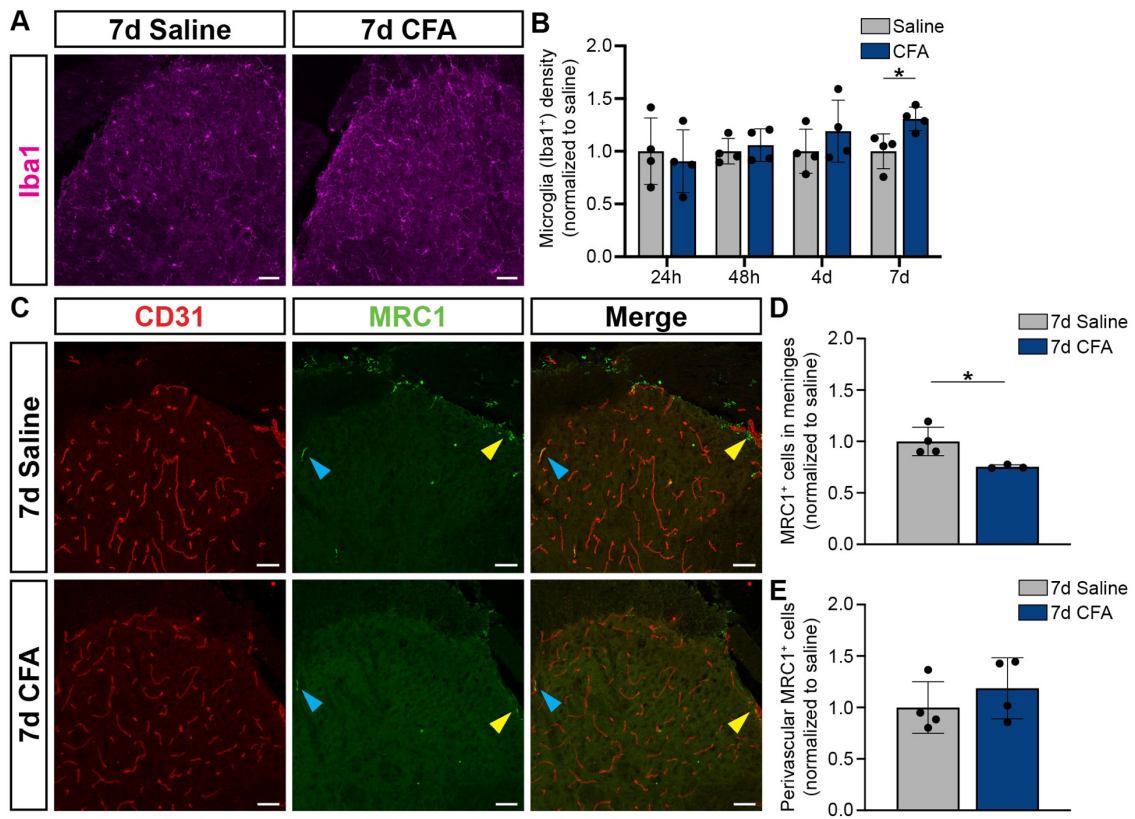 A
7d Saline
7d CFA
Iba1
B
Saline
CFA
Microglia (Iba1⁺) density
(normalized to saline)
2.0
1.5
1.0
0.5
0.0
*
24h
48h
4d
7d
C
CD31
MRC1
Merge
7d Saline
7d CFA
D
7d Saline
7d CFA
MRC1⁺ cells in meninges
(normalized to saline)
2.0
1.5
1.0
0.5
0.0
*
E
7d Saline
7d CFA
Perivascular MRC1⁺ cells
(normalized to saline)
2.0
1.5
1.0
0.5
0.0